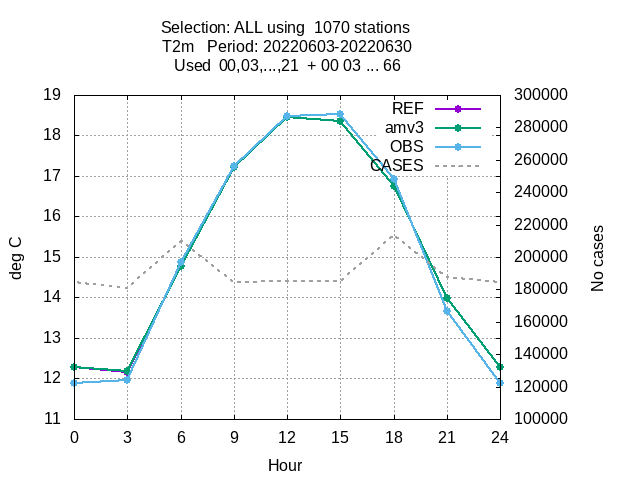 Selection: ALL using  1070 stations
T2m   Period: 20220603-20220630
Used  00,03,...,21  + 00 03 ... 66
REF
amv3
OBS
CASES
19
18
17
16
15
14
13
12
11
300000
280000
260000
240000
220000
200000
180000
160000
140000
120000
100000
deg C
No cases
0 3 6 9 12 15 18 21 24
Hour